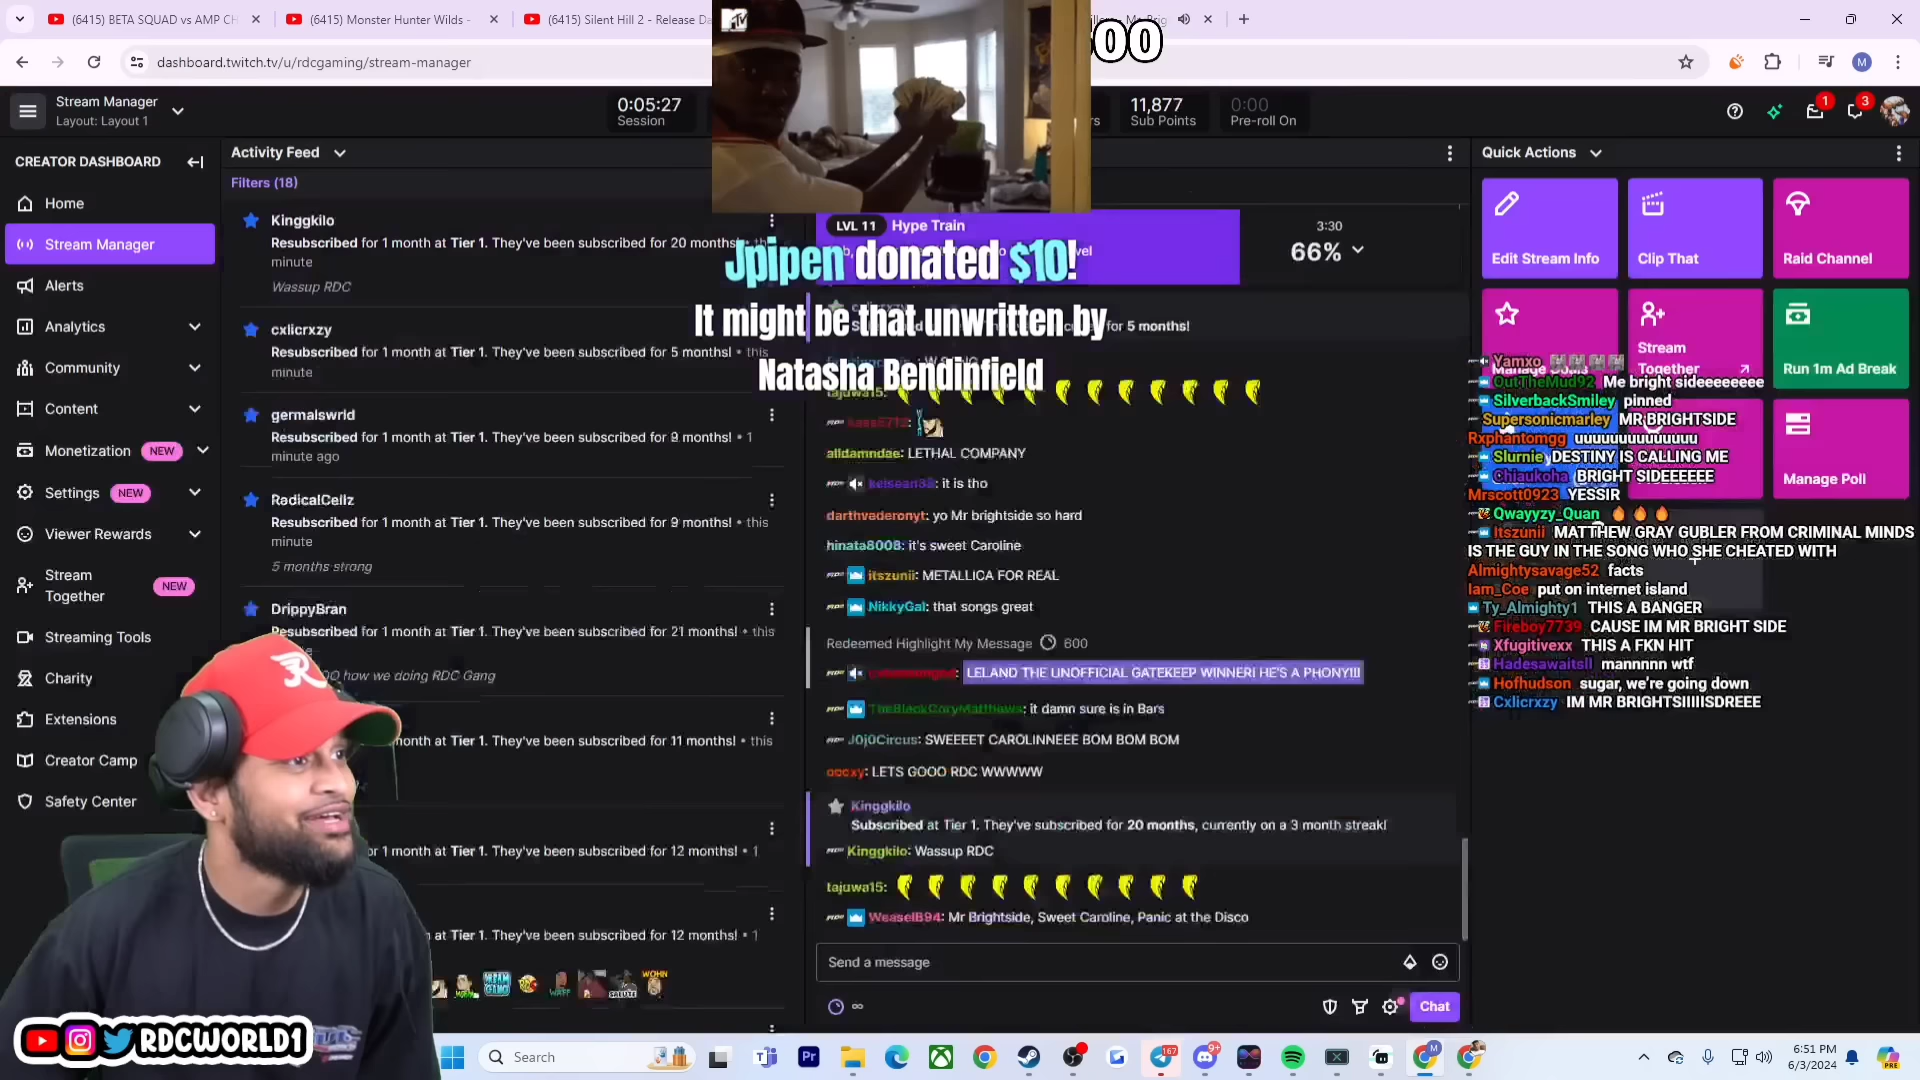 (6415) BETA SQUAD vs AMP CH
(6415) Monster Hunter Wilds -
(6415) Silent Hill 2 - Release Da
dashboard.twitch.tv/u/rdcgaming/stream-manager
M
MTV
00
Stream Manager
Layout: Layout 1
0:05:27
Session
11,877
Sub Points
0:00
Pre-roll On
1
3
CREATOR DASHBOARD
Home
Stream Manager
Alerts
Analytics
Community
Content
Monetization NEW
Settings NEW
Viewer Rewards
Stream
Together
NEW
Streaming Tools
Charity
Extensions
Creator Camp
Safety Center
Activity Feed
Filters (18)
Kinggkilo
Resubscribed for 1 month at Tier 1. They've been subscribed for 20 months!
minute
Wassup RDC
cxlicrxzy
Resubscribed for 1 month at Tier 1. They've been subscribed for 5 months! • this
minute
germalswrld
Resubscribed for 1 month at Tier 1. They've been subscribed for 9 months! • 1
minute ago
RadicalCellz
Resubscribed for 1 month at Tier 1. They've been subscribed for 9 months! • this
minute
5 months strong
DrippyBran
Resubscribed for 1 month at Tier 1. They've been subscribed for 21 months! • this
how we doing RDC Gang
month at Tier 1. They've been subscribed for 11 months! • this
1 month at Tier 1. They've been subscribed for 12 months! • 1
at Tier 1. They've been subscribed for 12 months! • 1
LVL 11 Hype Train
3:30
66%
Jpipen donated $10!
It might be that unwritten by
Natasha Bendinfield
for 5 months!
tajuwa15:
alldamndae: LETHAL COMPANY
keisean35: it is tho
darthvaderonyt: yo Mr brightside so hard
hinata8008: it's sweet Caroline
itszunii: METALLICA FOR REAL
NikkyGal: that songs great
Redeemed Highlight My Message 600
LELAND THE UNOFFICIAL GATEKEEP WINNER! HE'S A PHONY!!!
TheBlackCoryMatthews: it damn sure is in Bars
J0j0Circus: SWEEEET CAROLINNEEE BOM BOM BOM
oocxy: LETS GOOO RDC WWWWW
Kinggkilo
Subscribed at Tier 1. They've subscribed for 20 months, currently on a 3 month streak!
Kinggkilo: Wassup RDC
tajuwa15:
WeaselB94: Mr Brightside, Sweet Caroline, Panic at the Disco
Send a message
Chat
Quick Actions
Edit Stream Info
Clip That
Raid Channel
Stream
Together
Run 1m Ad Break
Manage Poll
Yamxo
OutTheMud92 Me bright sideeeeeeee
SilverbackSmiley pinned
Supersonicmarley MR BRIGHTSIDE
Rxphantomgg uuuuuuuuuuuuuu
Slurnie DESTINY IS CALLING ME
Chiaukoha BRIGHT SIDEEEEEE
Mrscott0923 YESSIR
Qwayyzy_Quan
Itszunii MATTHEW GRAY GUBLER FROM CRIMINAL MINDS
IS THE GUY IN THE SONG WHO SHE CHEATED WITH
Almightysavage52 facts
Iam_Coe put on internet island
Ty_Almighty1 THIS A BANGER
Fireboy7739 CAUSE IM MR BRIGHT SIDE
Xfugitivexx THIS A FKN HIT
Hadesawaitsll mannnnn wtf
Hofhudson sugar, we're going down
Cxlicrxzy IM MR BRIGHTSIIIIISDREEE
RDCWORLD1
Search
167
9+
6:51 PM
6/3/2024